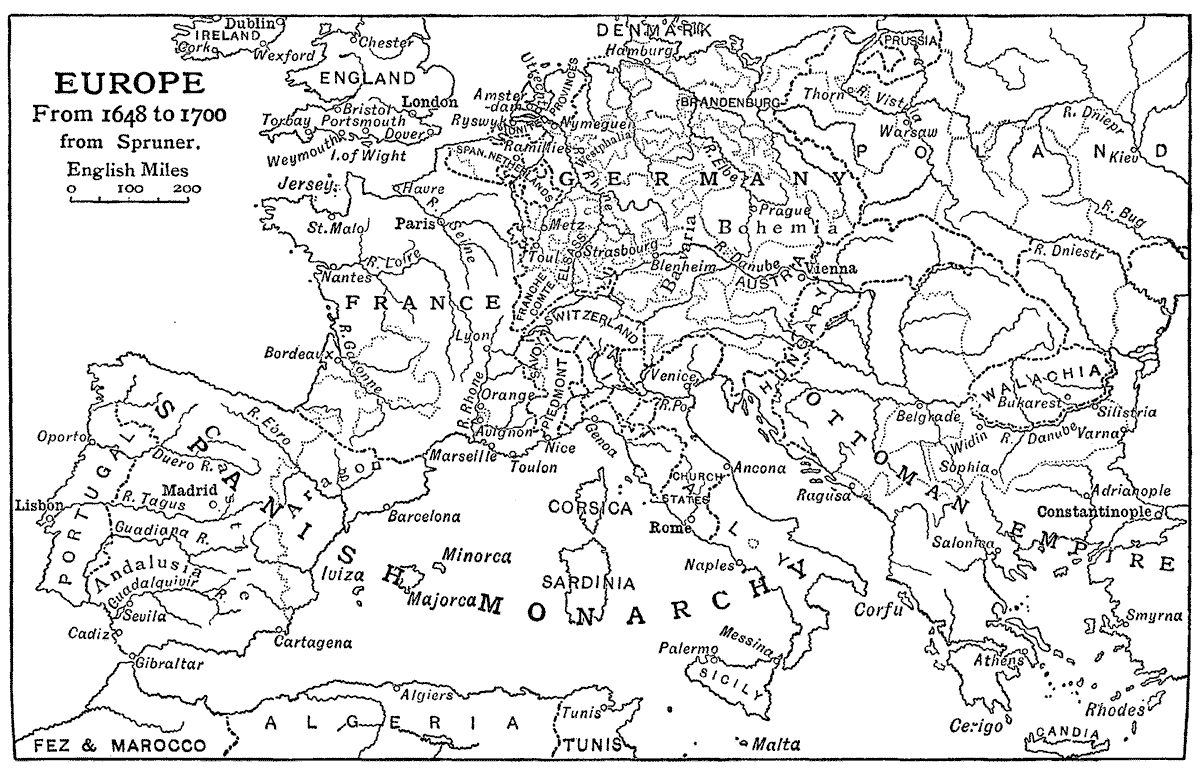 EUROPE
From 1648 to 1700
from Spruner.
English Miles
0 100 200
Dublin
IRELAND
Cork
Wexford
Chester
ENGLAND
Bristol
London
Torbay
Portsmouth
Dover
Weymouth
I. of Wight
DENMARK
Hamburg
PRUSSIA
BRANDENBURG
Thorn
R. Vistula
Warsaw
R. Dniepr
POLAND
Kiev
R. Bug
R. Dniestr
Amster
-dam
Ryswyk
PROVINCES
Nymeguen
Ramillies
Westphalia
SPAN. NETHERLANDS
GERMANY
R. Elbe
Rhine
Jersey
Havre
R. Seine
Paris
St. Malo
R. Loire
Nantes
FRANCE
Metz
Toul
Strasbourg
Prague
Bohemia
Bavaria
Blenheim
R. Danube
AUSTRIA
Vienna
FRANCHE
COMTE
SWITZERLAND
HUNGARY
Lyon
SAVOY
PIEDMONT
Bordeaux
R. Garonne
R. Rhone
Orange
Avignon
Marseille
Toulon
Nice
Genoa
Venice
R. Po
WALACHIA
Bukarest
Silistria
Belgrade
Widin
R. Danube
Varna
Sophia
OTTOMAN EMPIRE
Adrianople
Constantinople
Salonica
Ragusa
Ancona
CHURCH
STATES
Rome
ITALY
Naples
CORSICA
SARDINIA
SPANISH MONARCHY
R. Ebro
Oporto
PORTUGAL
Duero R.
Madrid
R. Tagus
Lisbon
Aragon
Castile
Barcelona
Guadiana R.
Andalusia
Guadalquivir R.
Sevilla
Cadiz
Gibraltar
Cartagena
Minorca
Iviza
Majorca
Corfu
Smyrna
Athens
Messina
Palermo
SICILY
Cerigo
Rhodes
CANDIA
Malta
Algiers
ALGERIA
Tunis
TUNIS
FEZ & MAROCCO